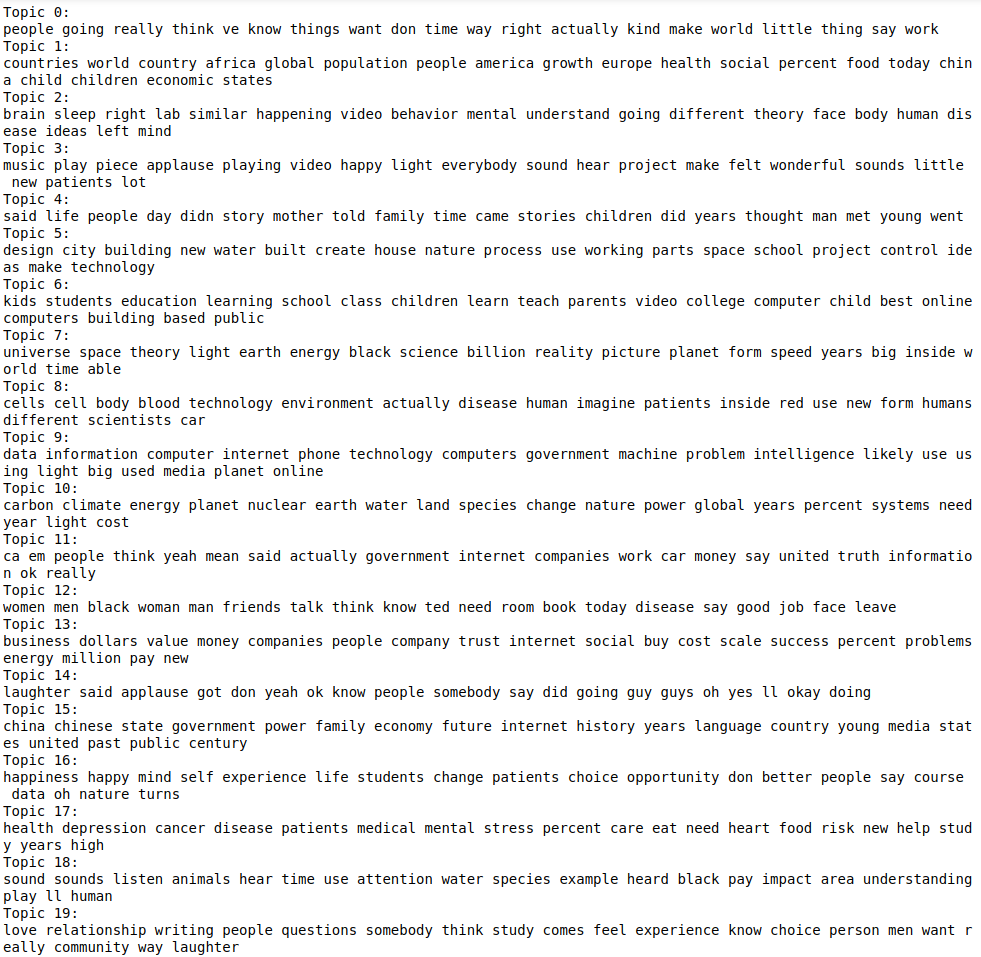 Topic 0:
people going really think ve know things want don time way right actually kind make world little thing say work
Topic 1:
countries world country africa global population people america growth europe health social percent food today chin
a child children economic states
Topic 2:
brain sleep right lab similar happening video behavior mental understand going different theory face body human dis
ease ideas left mind
Topic 3:
music play piece applause playing video happy light everybody sound hear project make felt wonderful sounds little
 new patients lot
Topic 4:
said life people day didn story mother told family time came stories children did years thought man met young went
Topic 5:
design city building new water built create house nature process use working parts space school project control ide
as make technology
Topic 6:
kids students education learning school class children learn teach parents video college computer child best online
computers building based public
Topic 7:
universe space theory light earth energy black science billion reality picture planet form speed years big inside w
orld time able
Topic 8:
cells cell body blood technology environment actually disease human imagine patients inside red use new form humans
different scientists car
Topic 9:
data information computer internet phone technology computers government machine problem intelligence likely use us
ing light big used media planet online
Topic 10:
carbon climate energy planet nuclear earth water land species change nature power global years percent systems need
year light cost
Topic 11:
ca em people think yeah mean said actually government internet companies work car money say united truth informatio
n ok really
Topic 12:
women men black woman man friends talk think know ted need room book today disease say good job face leave
Topic 13:
business dollars value money companies people company trust internet social buy cost scale success percent problems
energy million pay new
Topic 14:
laughter said applause got don yeah ok know people somebody say did going guy guys oh yes ll okay doing
Topic 15:
china chinese state government power family economy future internet history years language country young media stat
es united past public century
Topic 16:
happiness happy mind self experience life students change patients choice opportunity don better people say course
 data oh nature turns
Topic 17:
health depression cancer disease patients medical mental stress percent care eat need heart food risk new help stud
y years high
Topic 18:
sound sounds listen animals hear time use attention water species example heard black pay impact area understanding
play ll human
Topic 19:
love relationship writing people questions somebody think study comes feel experience know choice person men want r
eally community way laughter